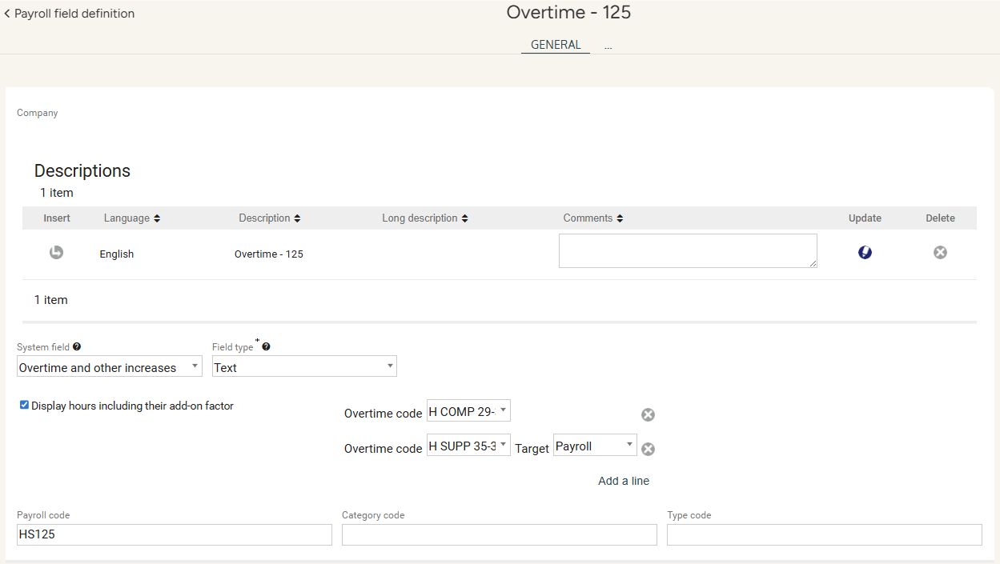 Payroll field definition
Overtime - 125
GENERAL ...
Company
Descriptions
1 item
Insert Language Description Long description Comments Update Delete
English Overtime - 125
1 item
System field Field type *
Overtime and other increases Text
Display hours including their add-on factor
Overtime code H COMP 29-
Overtime code H SUPP 35-3 Target Payroll
Add a line
Payroll code Category code Type code
HS125